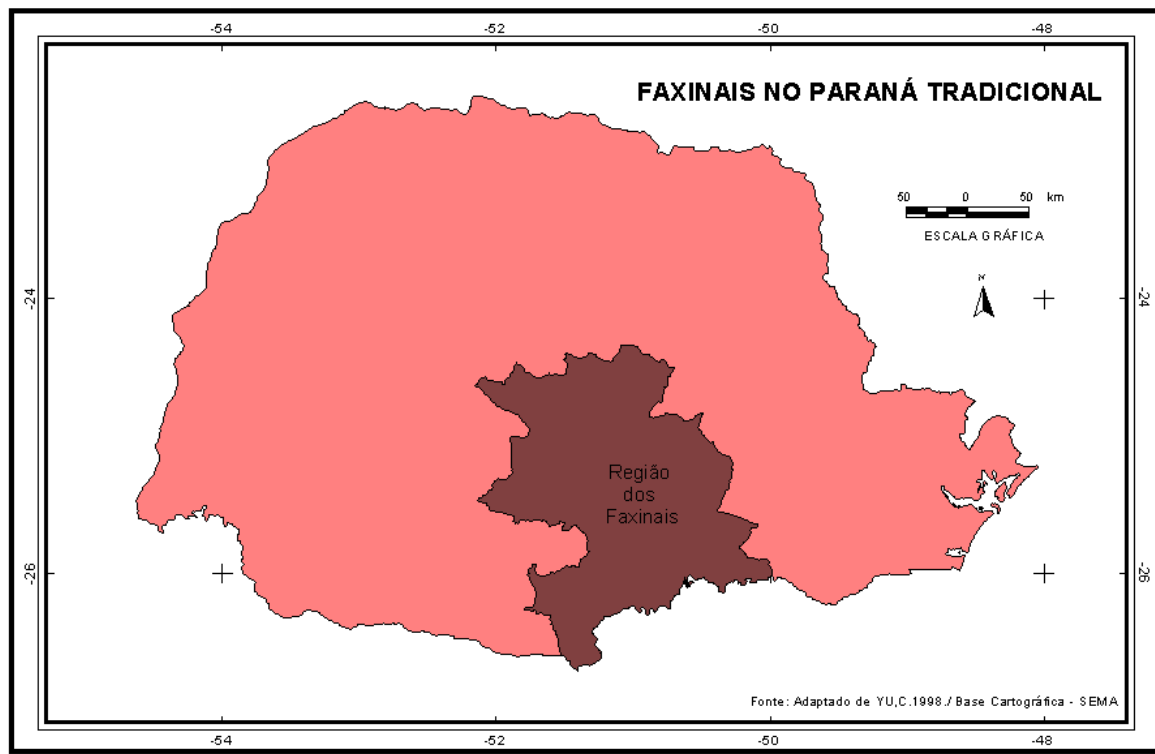 -54 -52 -50 -48
FAXINAIS NO PARANÁ TRADICIONAL
50 0 50 km
ESCALA GRÁFICA
N
-24 -24
Região
dos
Faxinais
-26 -26
Fonte: Adaptado de YU,C.1998./ Base Cartográfica - SEMA
-54 -52 -50 -48